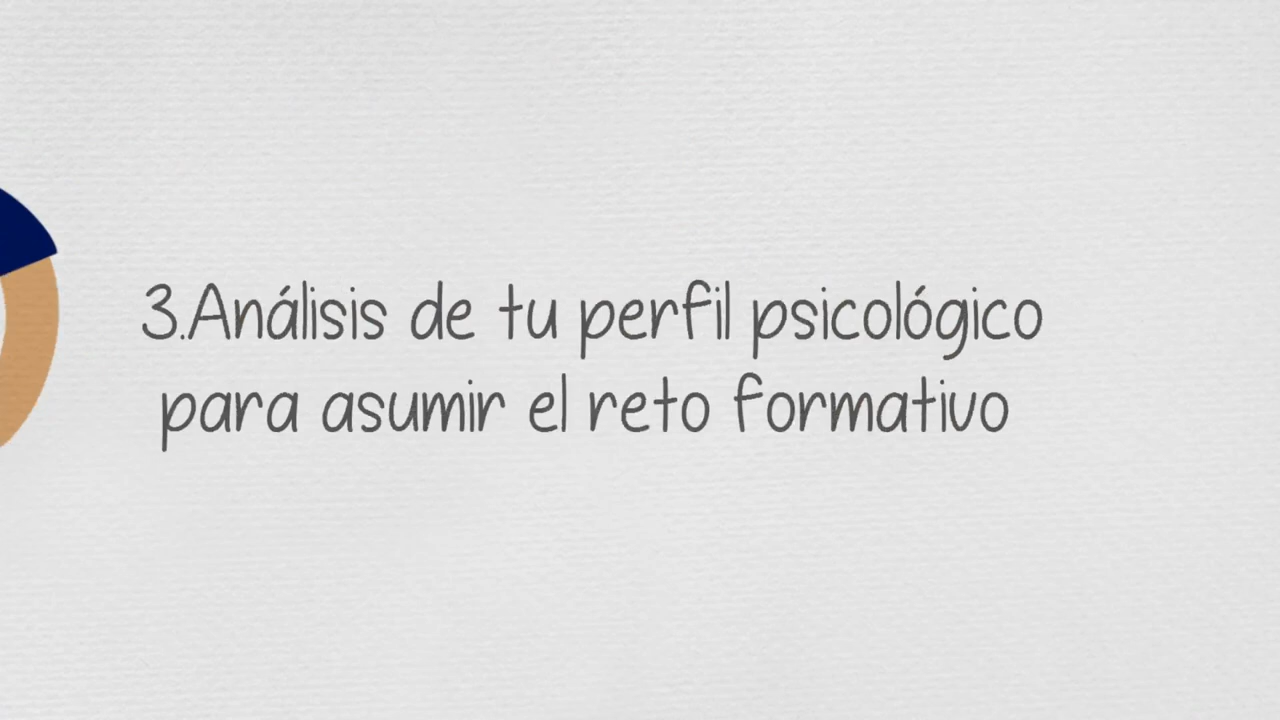 3.Análisis de tu perfil psicológico
para asumir el reto formativo